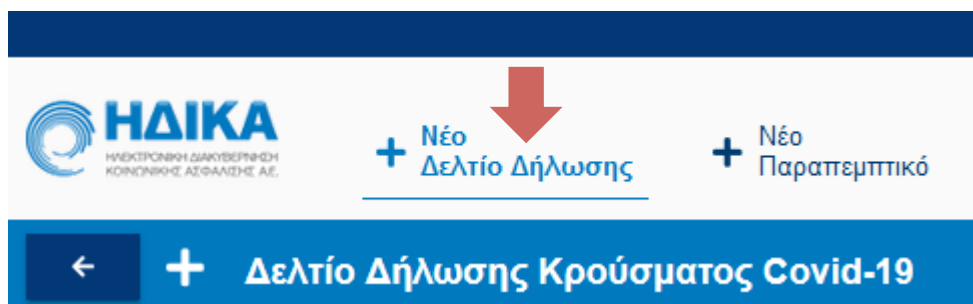 ΗΔΙΚΑ
ΗΛΕΚΤΡΟΝΙΚΗ ΔΙΑΚΥΒΕΡΝΗΣΗ
ΚΟΙΝΩΝΙΚΗΣ ΑΣΦΑΛΙΣΗΣ Α.Ε.
+ Νέο
Δελτίο Δήλωσης
+ Νέο
Παραπεμπτικό
← + Δελτίο Δήλωσης Κρούσματος Covid-19